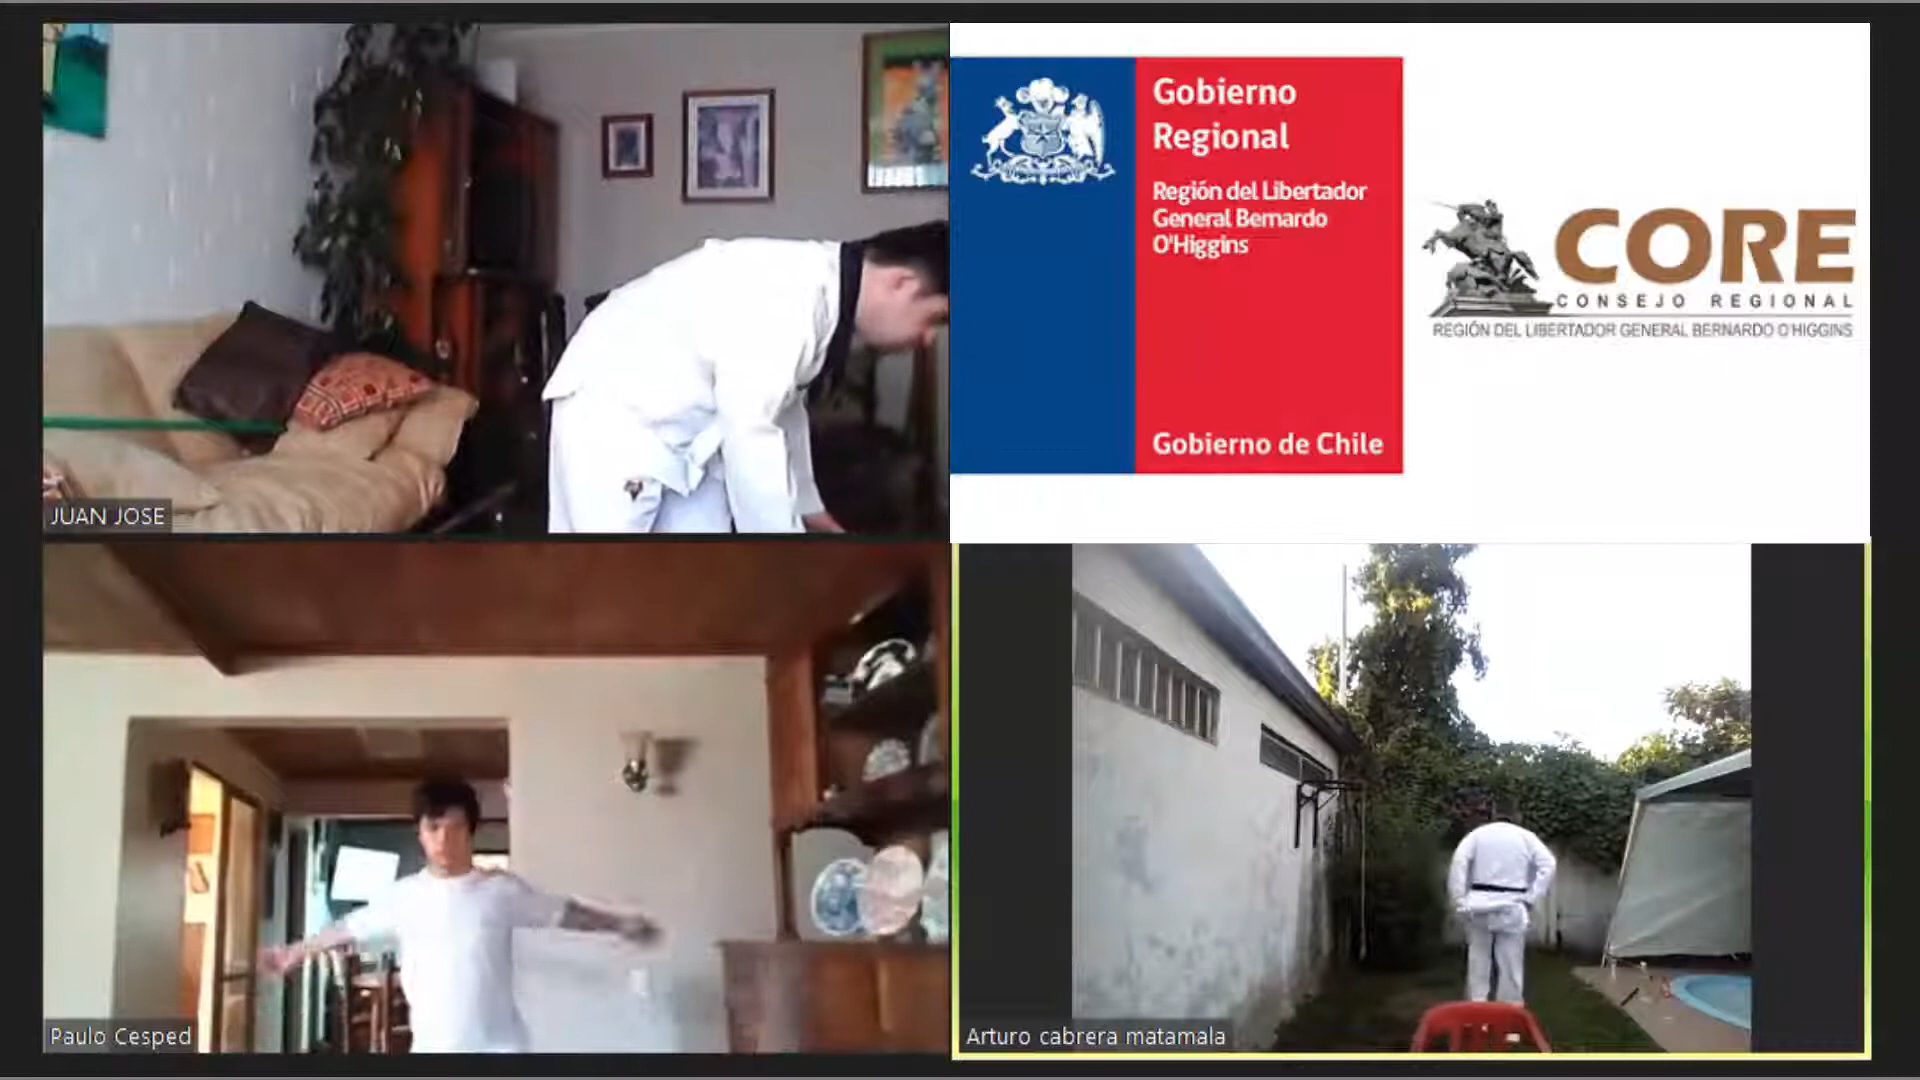 JUAN JOSE
Gobierno
Regional
Región del Libertador
General Bernardo
O'Higgins
Gobierno de Chile
CORE
CONSEJO REGIONAL
REGIÓN DEL LIBERTADOR GENERAL BERNARDO O'HIGGINS
Paulo Cesped
Arturo cabrera matamala